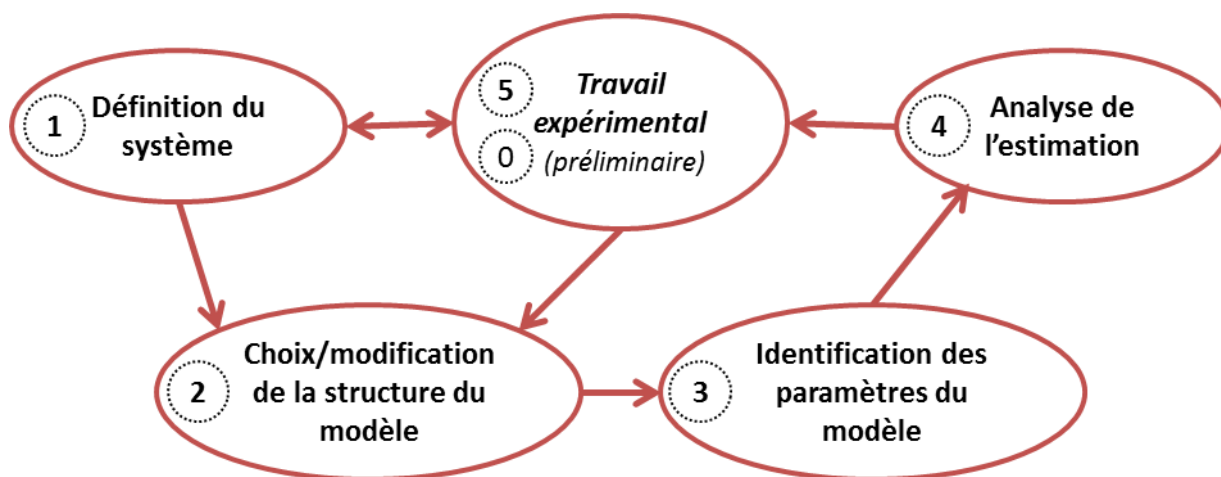 1
Définition du
système
5
0
Travail
expérimental
(préliminaire)
4
Analyse de
l'estimation
2
Choix/modification
de la structure du
modèle
3
Identification des
paramètres du
modèle